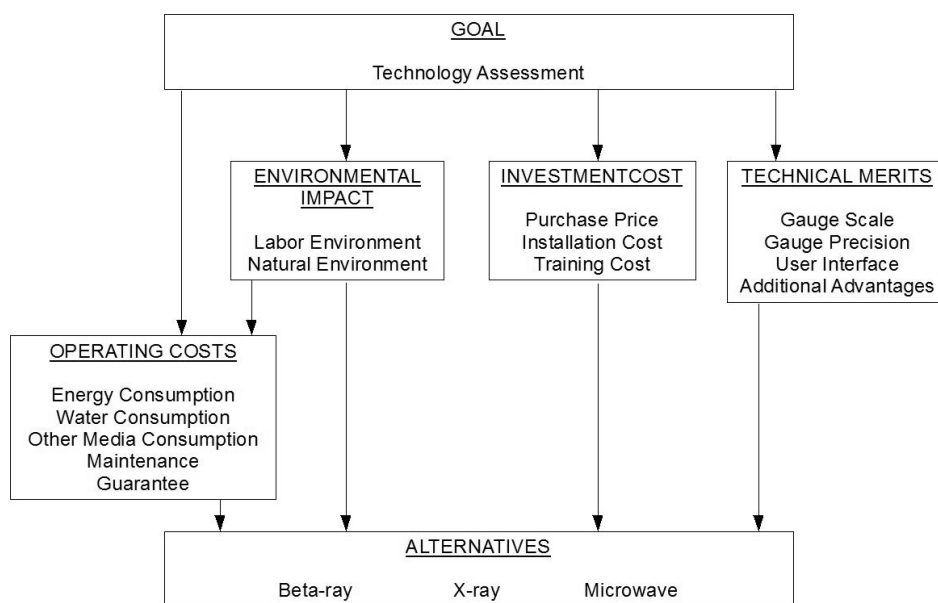 GOAL
Technology Assessment
ENVIRONMENTAL
IMPACT
Labor Environment
Natural Environment
INVESTMENTCOST
Purchase Price
Installation Cost
Training Cost
TECHNICAL MERITS
Gauge Scale
Gauge Precision
User Interface
Additional Advantages
OPERATING COSTS
Energy Consumption
Water Consumption
Other Media Consumption
Maintenance
Guarantee
ALTERNATIVES
Beta-ray X-ray Microwave